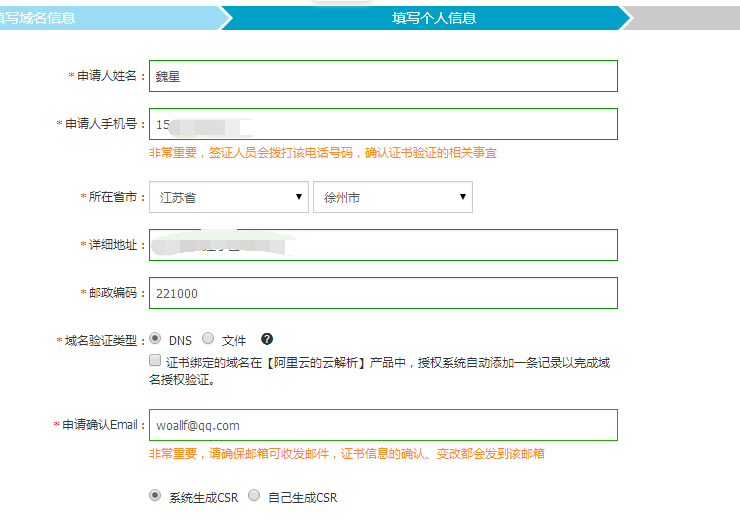 填写域名信息
填写个人信息
*申请人姓名：
魏星
*申请人手机号：
15
非常重要，签证人员会拨打该电话号码，确认证书验证的相关事宜
*所在省市：
江苏省
徐州市
*详细地址：
*邮政编码：
221000
*域名验证类型：
DNS 文件 ?
证书绑定的域名在【阿里云的云解析】产品中，授权系统自动添加一条记录以完成域
名授权验证。
*申请确认Email：
woallf@qq.com
非常重要，请确保邮箱可收发邮件，证书信息的确认、变改都会发到该邮箱
系统生成CSR 自己生成CSR